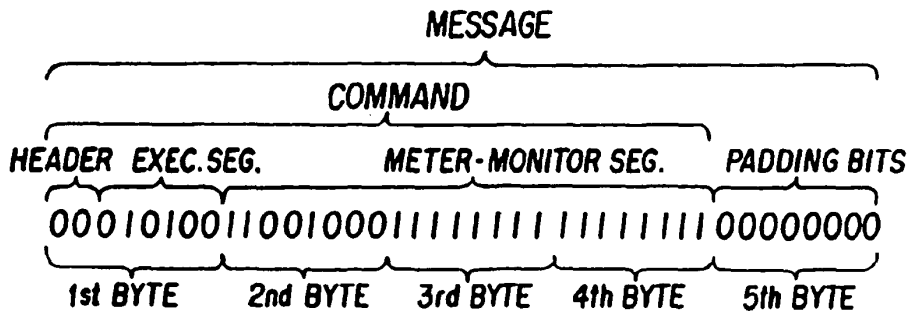 MESSAGE
COMMAND
HEADER EXEC. SEG. METER-MONITOR SEG. PADDING BITS
0001010011001000111111111111111100000000
1st BYTE 2nd BYTE 3rd BYTE 4th BYTE 5th BYTE